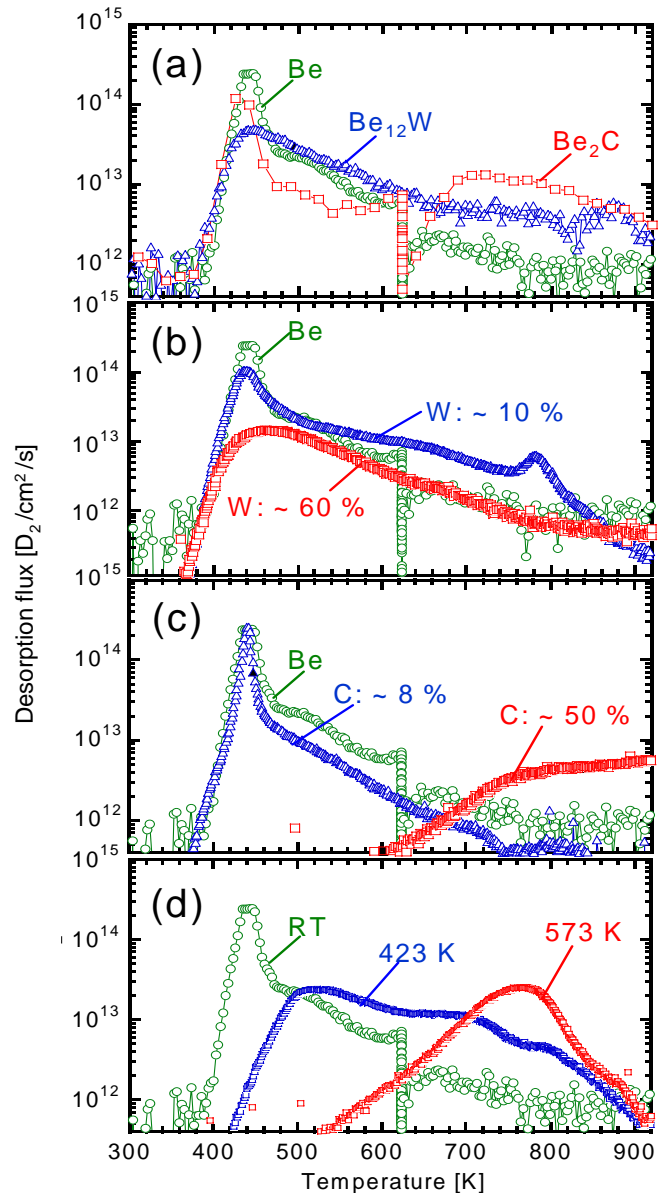 10^15
(a)
Be
10^14
Be12W
Be2C
10^13
10^12
10^15
(b)
Be
10^14
W: ~ 10 %
10^13
10^12
W: ~ 60 %
10^15
(c)
10^14
Be
C: ~ 8 %
C: ~ 50 %
10^13
10^12
10^15
(d)
RT
573 K
10^14
423 K
10^13
10^12
300 400 500 600 700 800 900
Temperature [K]
Desorption flux [D2/cm^2/s]